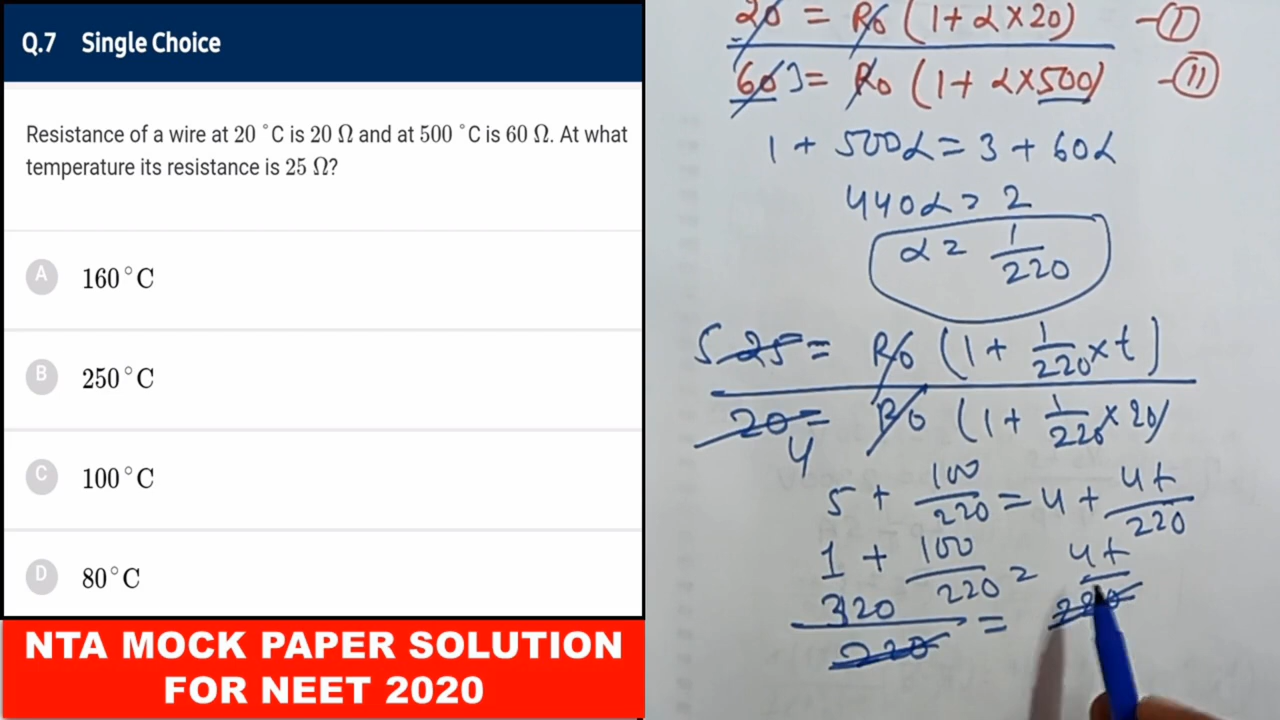 Q.7 Single Choice
Resistance of a wire at 20 °C is 20 Ω and at 500 °C is 60 Ω. At what
temperature its resistance is 25 Ω?
A 160 °C
B 250 °C
C 100 °C
D 80 °C
NTA MOCK PAPER SOLUTION
FOR NEET 2020
20 = R0 (1 + α × 20) - I
60 3 = R0 (1 + α × 500) - II
1 + 500α = 3 + 60α
440α = 2
α = 1/220
5 25 = R0 (1 + 1/220 × t)
20 = R0 (1 + 1/220 × 20)
4
5 + 100/220 = 4 + 4t/220
1 + 100/220 = 4t/220
320/220 =